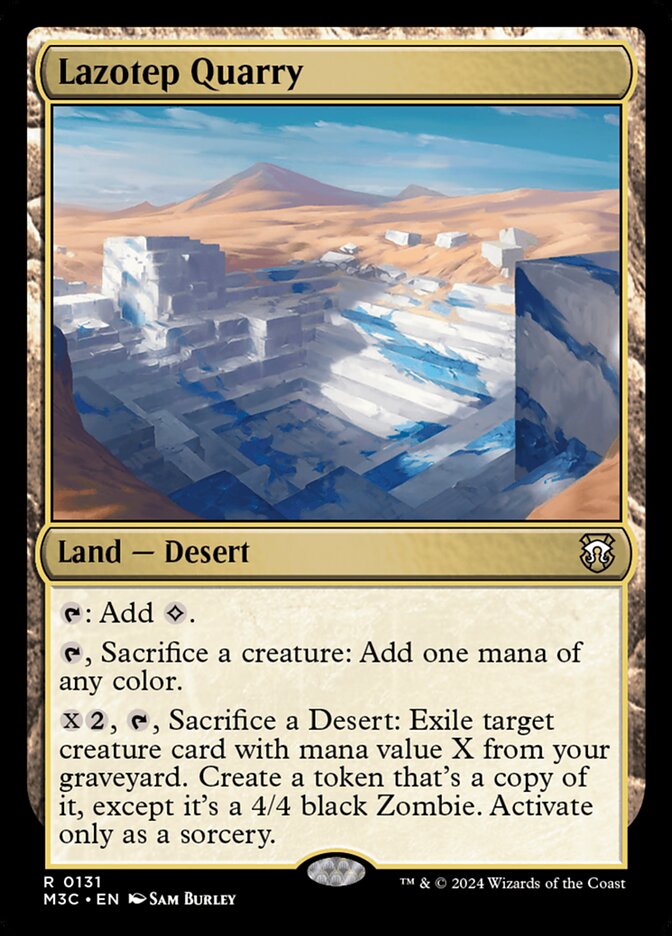 Lazotep Quarry
Land — Desert
: Add .
, Sacrifice a creature: Add one mana of
any color.
X 2, , Sacrifice a Desert: Exile target
creature card with mana value X from your
graveyard. Create a token that's a copy of
it, except it's a 4/4 black Zombie. Activate
only as a sorcery.
R 0131
M3C • EN Sam Burley
™ & © 2024 Wizards of the Coast